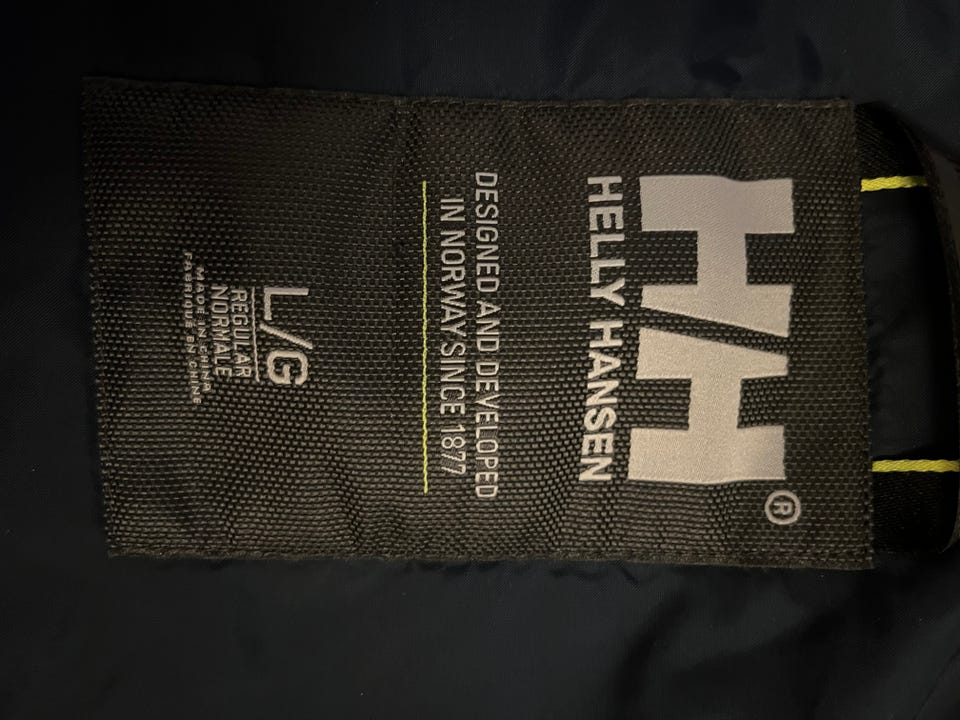 HH®
HELLY HANSEN
DESIGNED AND DEVELOPED
IN NORWAY SINCE 1877
L/G
REGULAR
NORMALE
MADE IN CHINA
FABRIQUÉ EN CHINE